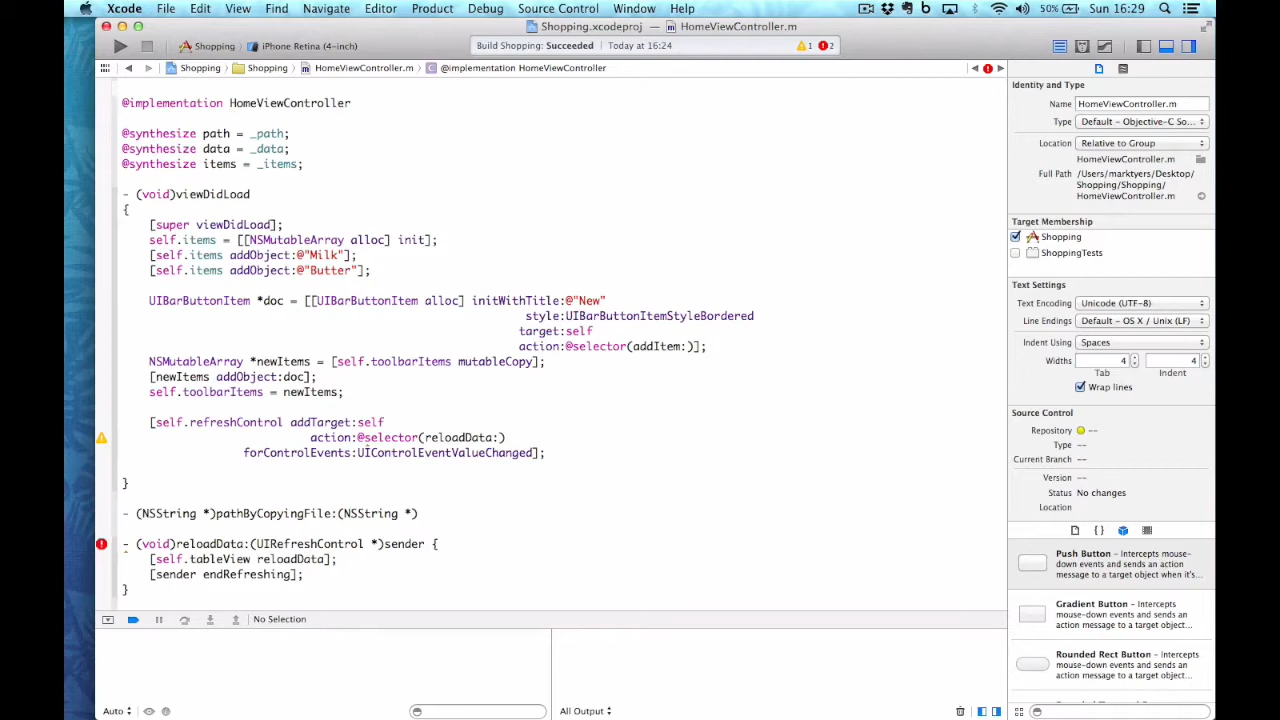 Xcode File Edit View Find Navigate Editor Product Debug Source Control Window Help 50% Sun 16:29
Shopping.xcodeproj — HomeViewController.m
Shopping iPhone Retina (4-inch) Build Shopping: Succeeded Today at 16:24 1 2
Shopping Shopping HomeViewController.m @implementation HomeViewController
@implementation HomeViewController
@synthesize path = _path;
@synthesize data = _data;
@synthesize items = _items;
- (void)viewDidLoad
{
[super viewDidLoad];
self.items = [[NSMutableArray alloc] init];
[self.items addObject:@"Milk"];
[self.items addObject:@"Butter"];
UIBarButtonItem *doc = [[UIBarButtonItem alloc] initWithTitle:@"New"
style:UIBarButtonItemStyleBordered
target:self
action:@selector(addItem:)];
NSMutableArray *newItems = [self.toolbarItems mutableCopy];
[newItems addObject:doc];
self.toolbarItems = newItems;
[self.refreshControl addTarget:self
action:@selector(reloadData:)
forControlEvents:UIControlEventValueChanged];
}
- (NSString *)pathByCopyingFile:(NSString *)
- (void)reloadData:(UIRefreshControl *)sender {
[self.tableView reloadData];
[sender endRefreshing];
}
No Selection
Auto
All Output
Identity and Type
Name HomeViewController.m
Type Default - Objective-C So...
Location Relative to Group
HomeViewController.m
Full Path /Users/marktyers/Desktop/
Shopping/Shopping/
HomeViewController.m
Target Membership
Shopping
ShoppingTests
Text Settings
Text Encoding Unicode (UTF-8)
Line Endings Default - OS X / Unix (LF)
Indent Using Spaces
Widths 4 4
Tab Indent
Wrap lines
Source Control
Repository --
Type --
Current Branch --
Version --
Status No changes
Location
{ }
Push Button - Intercepts mouse-
down events and sends an action
message to a target object when it's...
Gradient Button - Intercepts
mouse-down events and sends an
action message to a target object...
Rounded Rect Button - Intercepts
mouse-down events and sends an
action message to a target object...